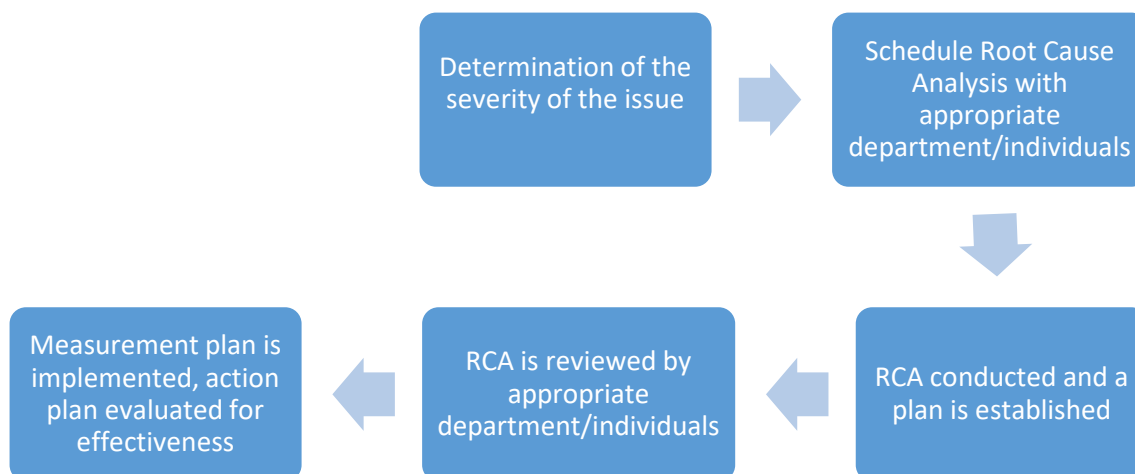 Determination of the
severity of the issue
Schedule Root Cause
Analysis with
appropriate
department/individuals
RCA conducted and a
plan is established
RCA is reviewed by
appropriate
department/individuals
Measurement plan is
implemented, action
plan evaluated for
effectiveness